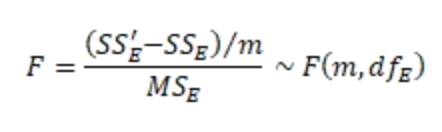 F = (SS'_E − SS_E)/m / MS_E ~ F(m, df_E)